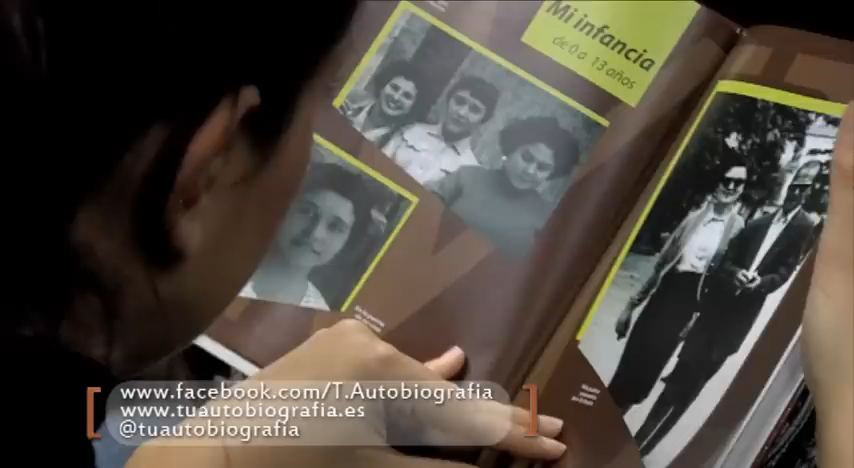 Mi infancia
de 0 a 13 años
www.facebook.com/T.Autobiografia
www.tuautobiografia.es
@tuautobiografia